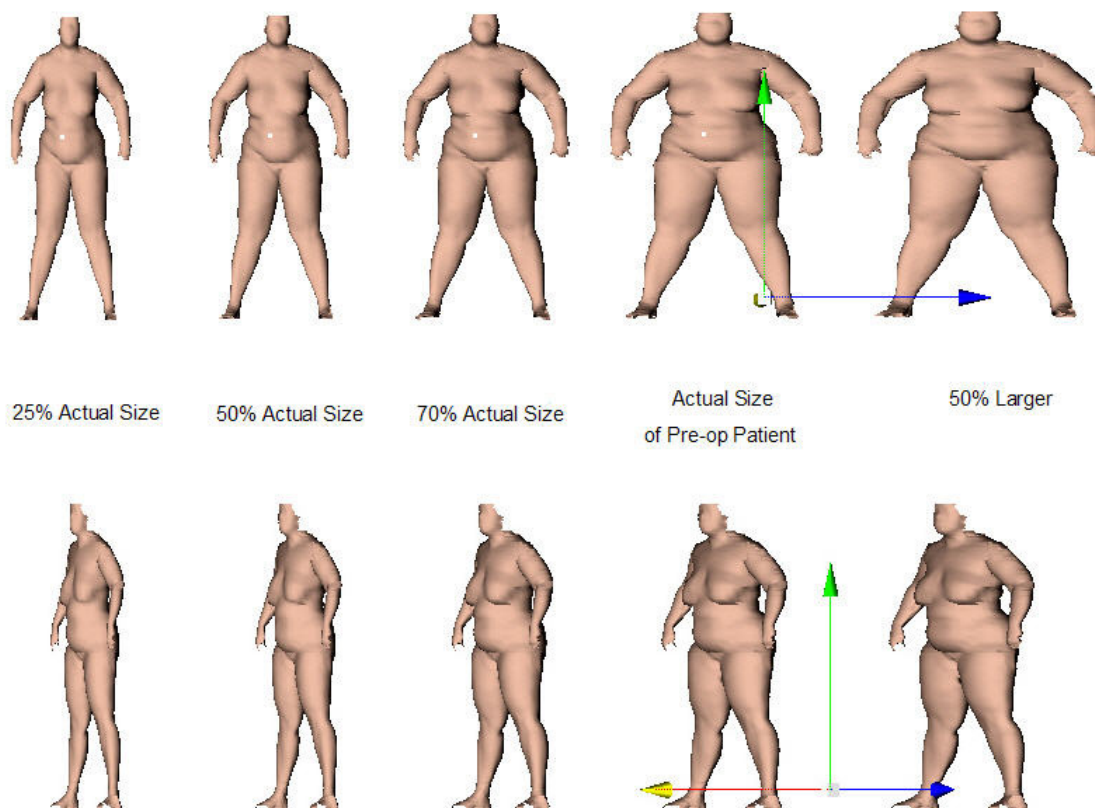 25% Actual Size
50% Actual Size
70% Actual Size
Actual Size
of Pre-op Patient
50% Larger